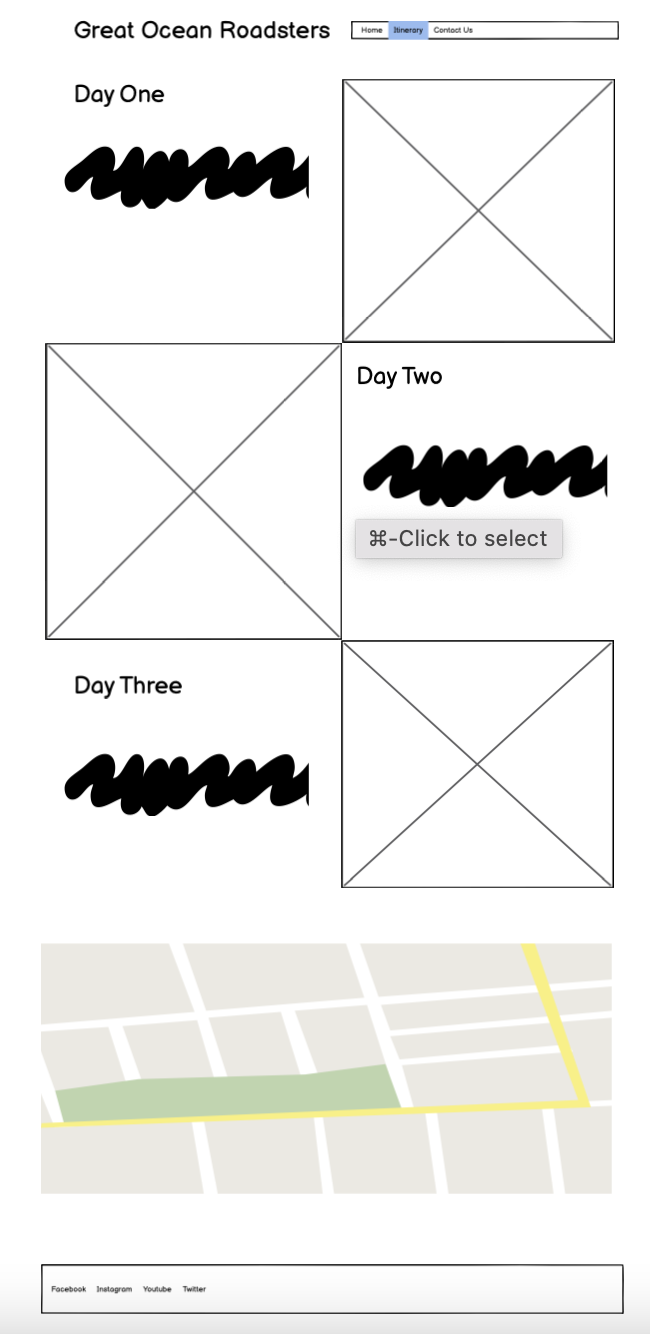 Great Ocean Roadsters
Home Itinerary Contact Us
Day One
Day Two
⌘-Click to select
Day Three
Facebook Instagram Youtube Twitter